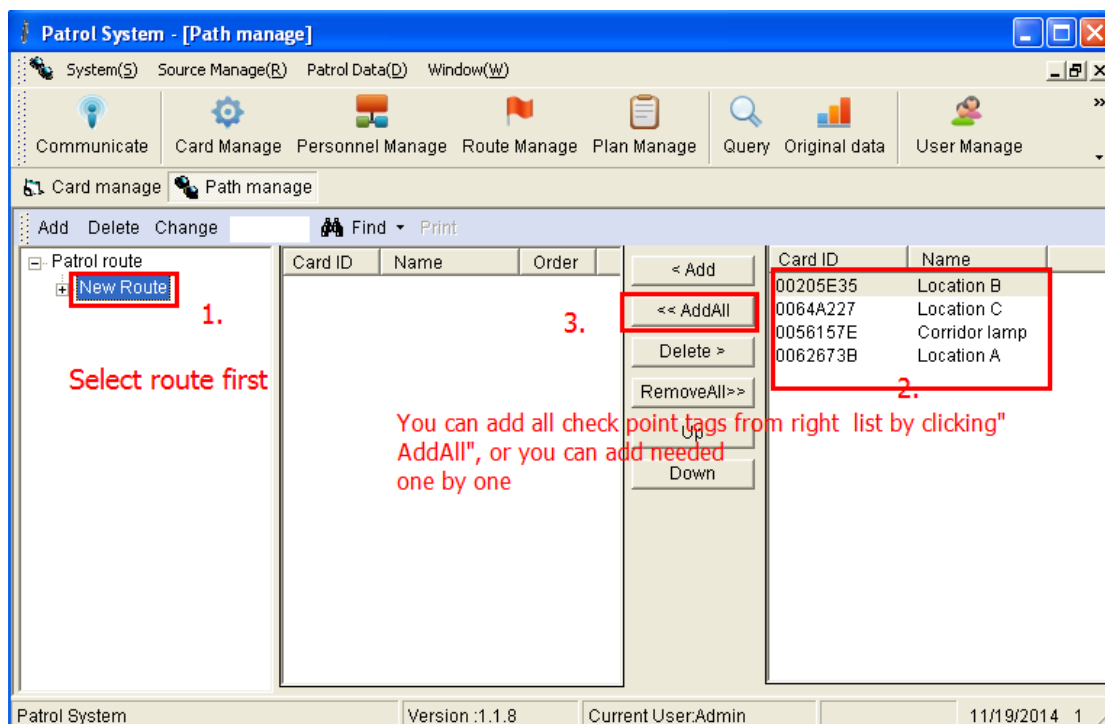 Patrol System - [Path manage]
System(S) Source Manage(R) Patrol Data(D) Window(W)
Communicate Card Manage Personnel Manage Route Manage Plan Manage Query Original data User Manage
Card manage Path manage
Add Delete Change Find Print
Patrol route
New Route
1.
Select route first
Card ID Name Order
3.
< Add
<< AddAll
Delete >
RemoveAll>>
Up
Down
You can add all check point tags from right list by clicking"
AddAll", or you can add needed
one by one
Card ID Name
00205E35 Location B
0064A227 Location C
0056157E Corridor lamp
0062673B Location A
2.
Patrol System Version :1.1.8 Current User:Admin 11/19/2014 1